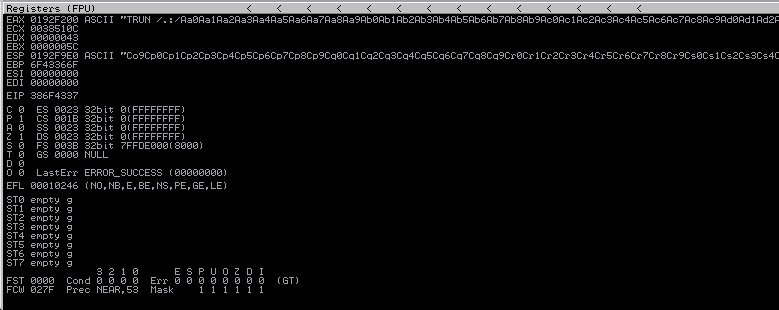 Registers (FPU) < < < < < < < < < < < < < <
EAX 0192F200 ASCII "TRUN /.:/Aa0Aa1Aa2Aa3Aa4Aa5Aa6Aa7Aa8Aa9Ab0Ab1Ab2Ab3Ab4Ab5Ab6Ab7Ab8Ab9Ac0Ac1Ac2Ac3Ac4Ac5Ac6Ac7Ac8Ac9Ad0Ad1Ad2A
ECX 0038510C
EDX 00000043
EBX 0000005C
ESP 0192F9E0 ASCII "Co9Cp0Cp1Cp2Cp3Cp4Cp5Cp6Cp7Cp8Cp9Cq0Cq1Cq2Cq3Cq4Cq5Cq6Cq7Cq8Cq9Cr0Cr1Cr2Cr3Cr4Cr5Cr6Cr7Cr8Cr9Cs0Cs1Cs2Cs3Cs4C
EBP 6F43366F
ESI 00000000
EDI 00000000
EIP 386F4337
C 0 ES 0023 32bit 0(FFFFFFFF)
P 1 CS 001B 32bit 0(FFFFFFFF)
A 0 SS 0023 32bit 0(FFFFFFFF)
Z 1 DS 0023 32bit 0(FFFFFFFF)
S 0 FS 003B 32bit 7FFDE000(8000)
T 0 GS 0000 NULL
D 0
O 0 LastErr ERROR_SUCCESS (00000000)
EFL 00010246 (NO,NB,E,BE,NS,PE,GE,LE)
ST0 empty g
ST1 empty g
ST2 empty g
ST3 empty g
ST4 empty g
ST5 empty g
ST6 empty g
ST7 empty g
3 2 1 0 E S P U O Z D I
FST 0000 Cond 0 0 0 0 Err 0 0 0 0 0 0 0 0 (GT)
FCW 027F Prec NEAR,53 Mask 1 1 1 1 1 1